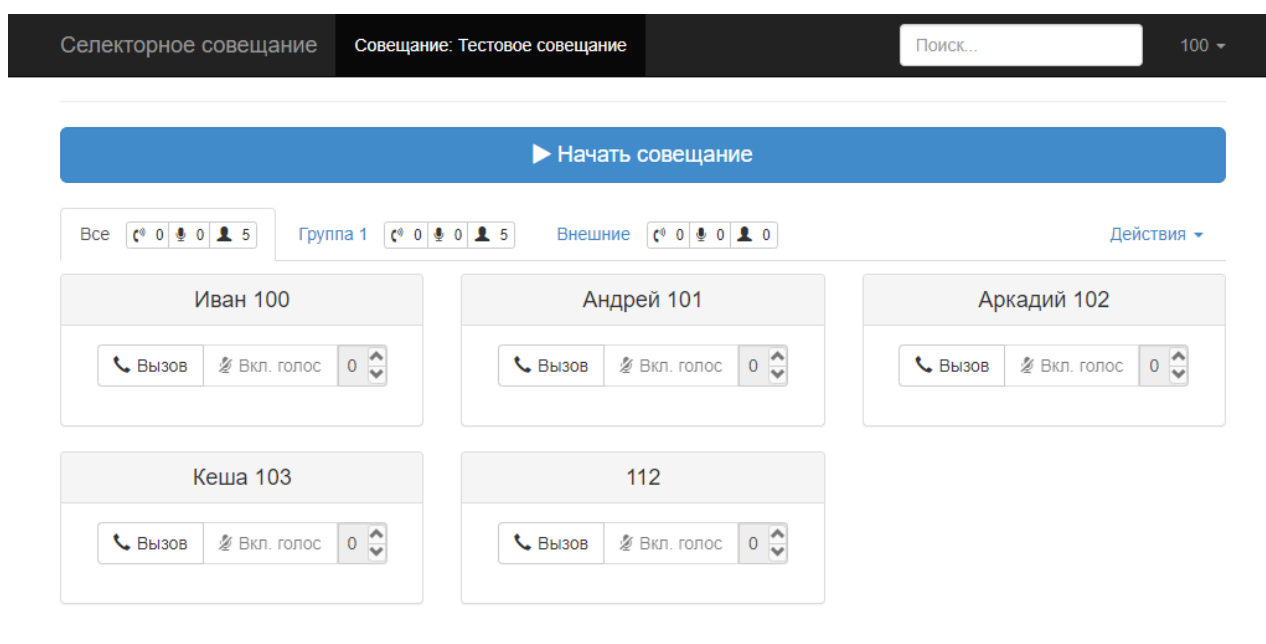 Селекторное совещание Совещание: Тестовое совещание Поиск... 100
Начать совещание
Все 0 0 5 Группа 1 0 0 5 Внешние 0 0 0 Действия
Иван 100 Андрей 101 Аркадий 102
Вызов Вкл. голос 0 Вызов Вкл. голос 0 Вызов Вкл. голос 0
Кеша 103 112
Вызов Вкл. голос 0 Вызов Вкл. голос 0